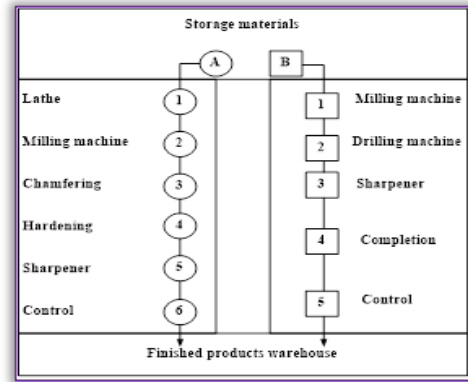 Storage materials
A
B
Lathe
1
1
Milling machine
Milling machine
2
2
Drilling machine
Chamfering
3
3
Sharpener
Hardening
4
4
Completion
Sharpener
5
5
Control
Control
6
Finished products warehouse